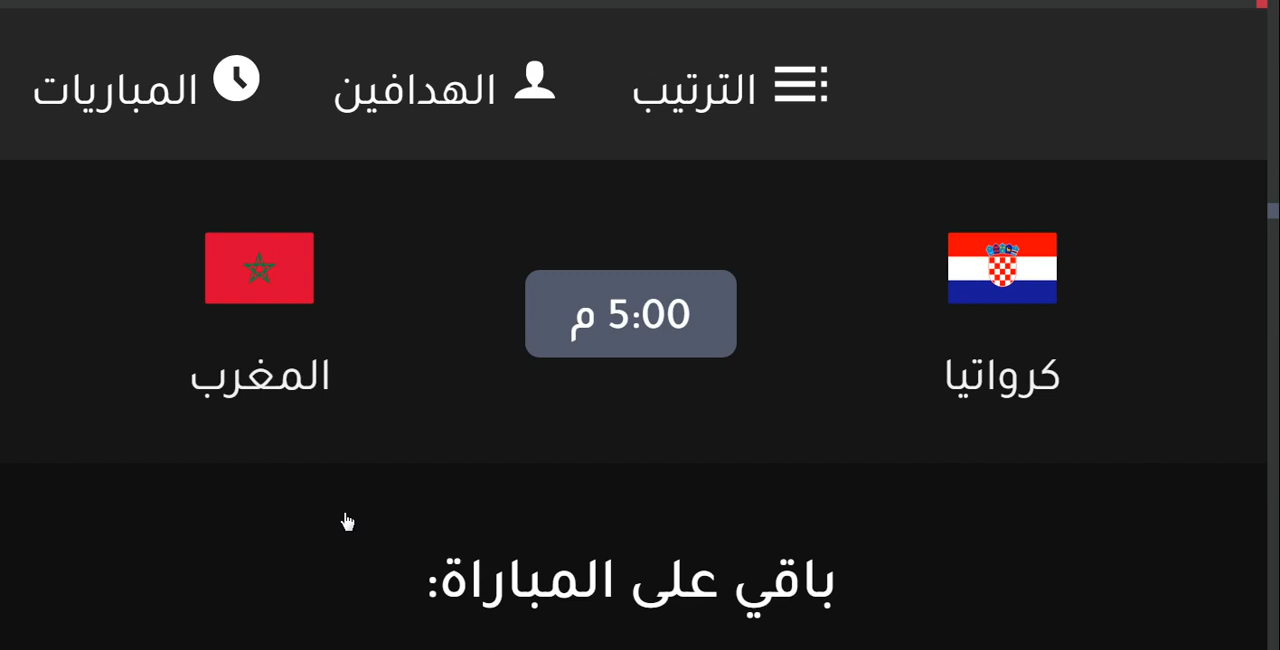 الترتيب الهدافين المباريات
5:00 م
كرواتيا المغرب
باقي على المباراة: